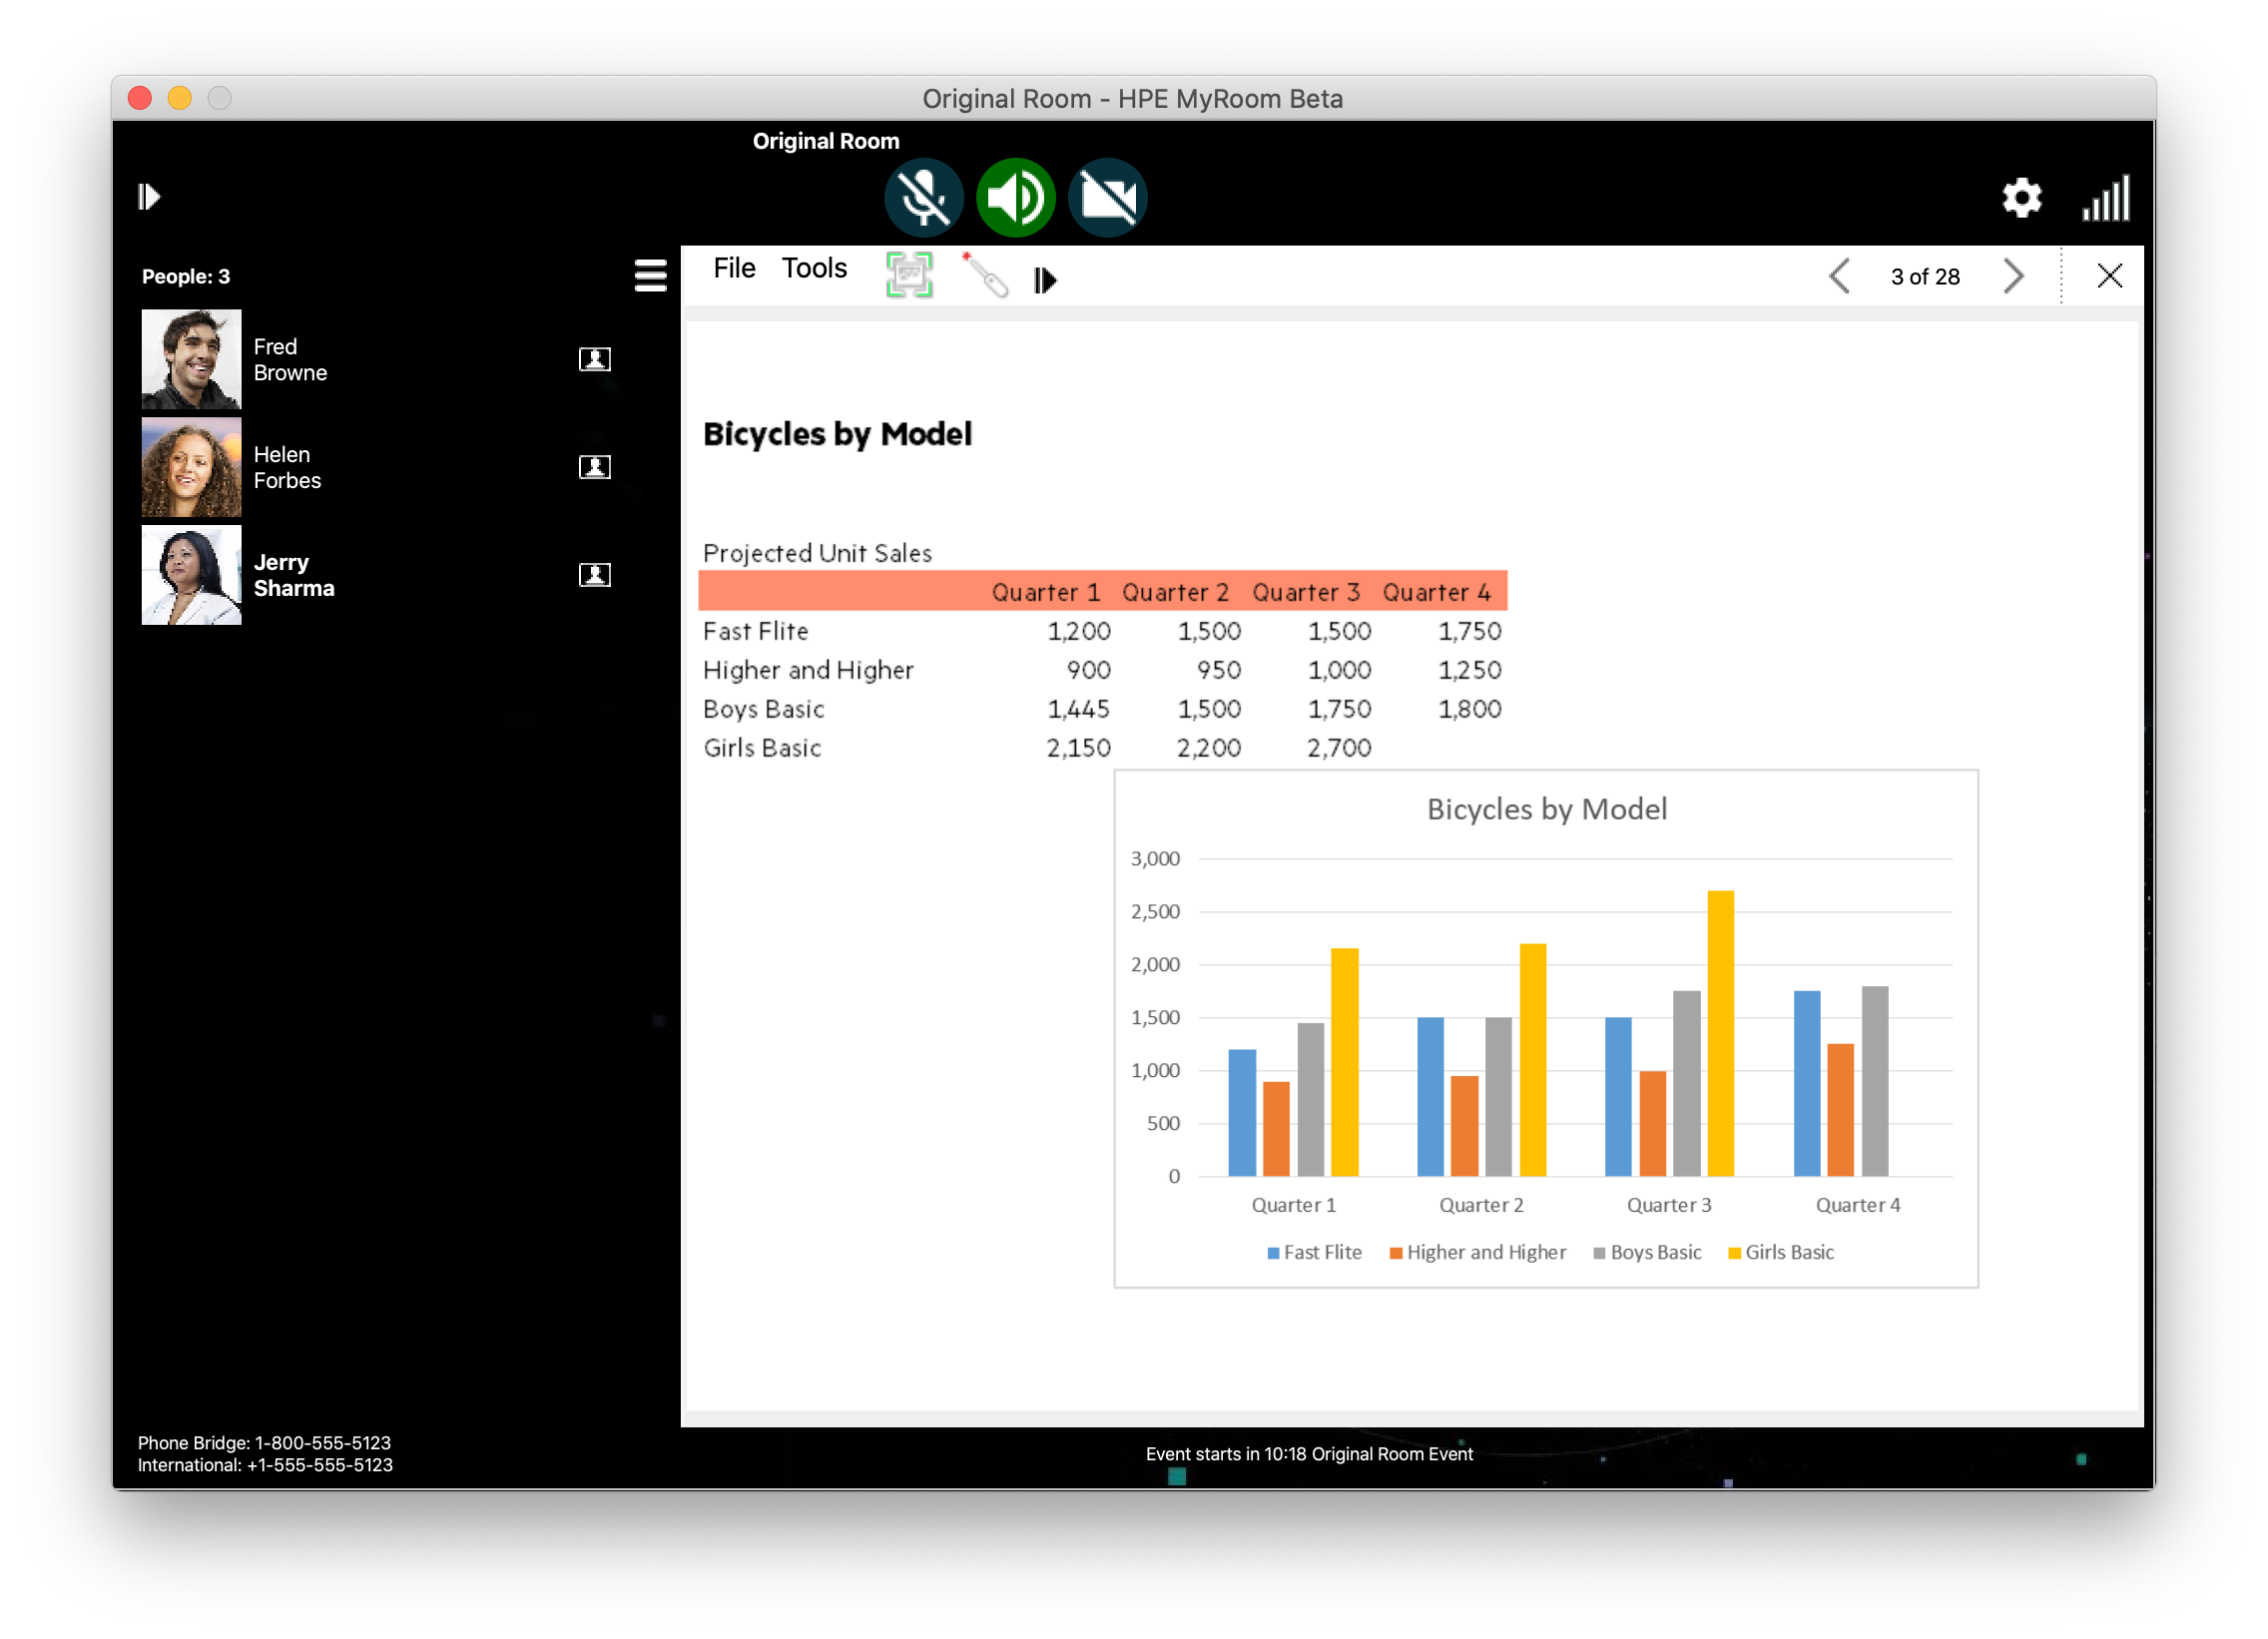 Original Room - HPE MyRoom Beta
Original Room
People: 3
Fred
Browne
Helen
Forbes
Jerry
Sharma
File Tools
3 of 28
Bicycles by Model
Projected Unit Sales
Quarter 1 Quarter 2 Quarter 3 Quarter 4
Fast Flite 1,200 1,500 1,500 1,750
Higher and Higher 900 950 1,000 1,250
Boys Basic 1,445 1,500 1,750 1,800
Girls Basic 2,150 2,200 2,700
Bicycles by Model
3,000
2,500
2,000
1,500
1,000
500
0
Quarter 1 Quarter 2 Quarter 3 Quarter 4
Fast Flite Higher and Higher Boys Basic Girls Basic
Phone Bridge: 1-800-555-5123
International: +1-555-555-5123
Event starts in 10:18 Original Room Event